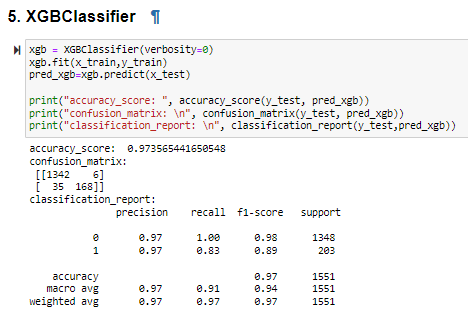 5. XGBClassifier ¶
xgb = XGBClassifier(verbosity=0)
xgb.fit(x_train,y_train)
pred_xgb=xgb.predict(x_test)
print("accuracy_score: ", accuracy_score(y_test, pred_xgb))
print("confusion_matrix: \n", confusion_matrix(y_test, pred_xgb))
print("classification_report: \n", classification_report(y_test,pred_xgb))
accuracy_score:  0.973565441650548
confusion_matrix:
 [[1342    6]
 [  35  168]]
classification_report:
               precision    recall  f1-score   support
           0       0.97      1.00      0.98      1348
           1       0.97      0.83      0.89       203
    accuracy                           0.97      1551
   macro avg       0.97      0.91      0.94      1551
weighted avg       0.97      0.97      0.97      1551